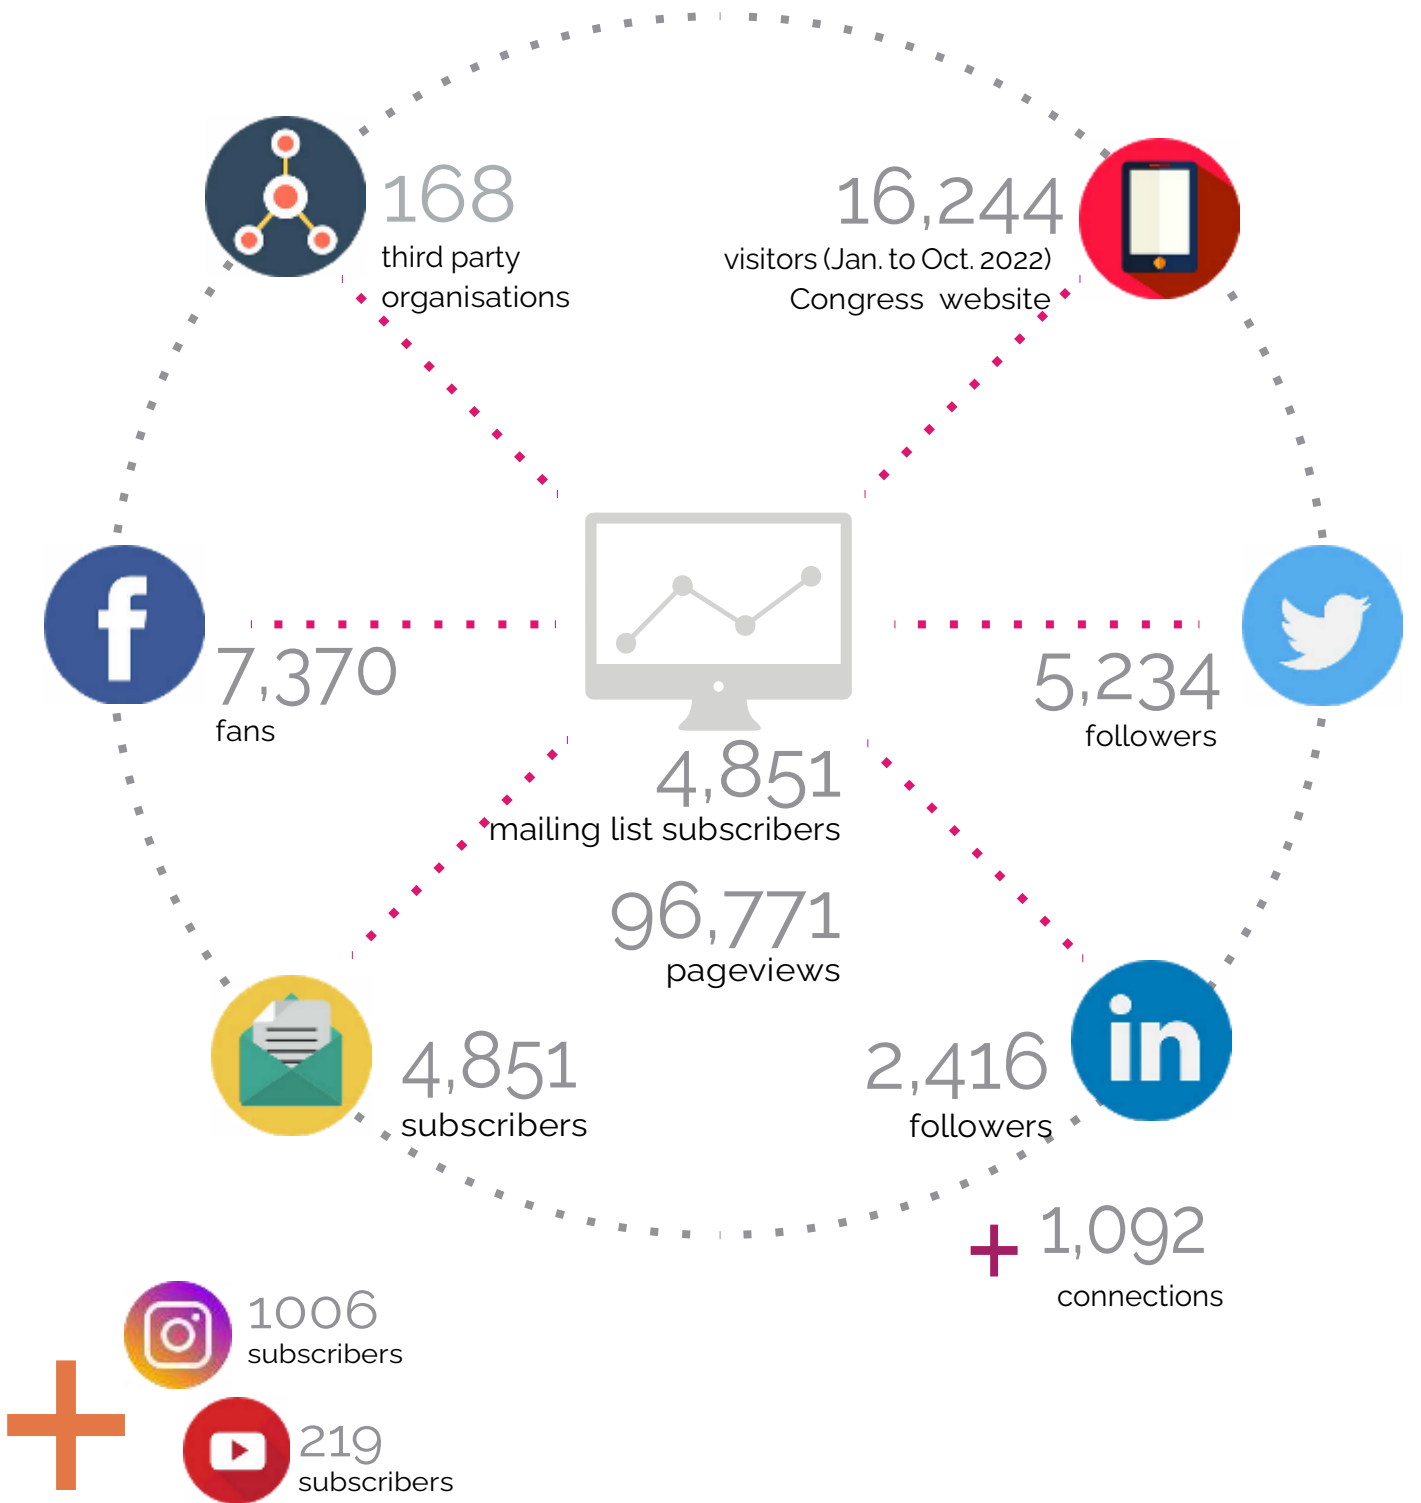 168
third party
organisations
16,244
visitors (Jan. to Oct. 2022)
Congress website
f
7,370
fans
5,234
followers
4,851
mailing list subscribers
96,771
pageviews
4,851
subscribers
in
2,416
followers
+ 1,092
connections
+
1006
subscribers
219
subscribers